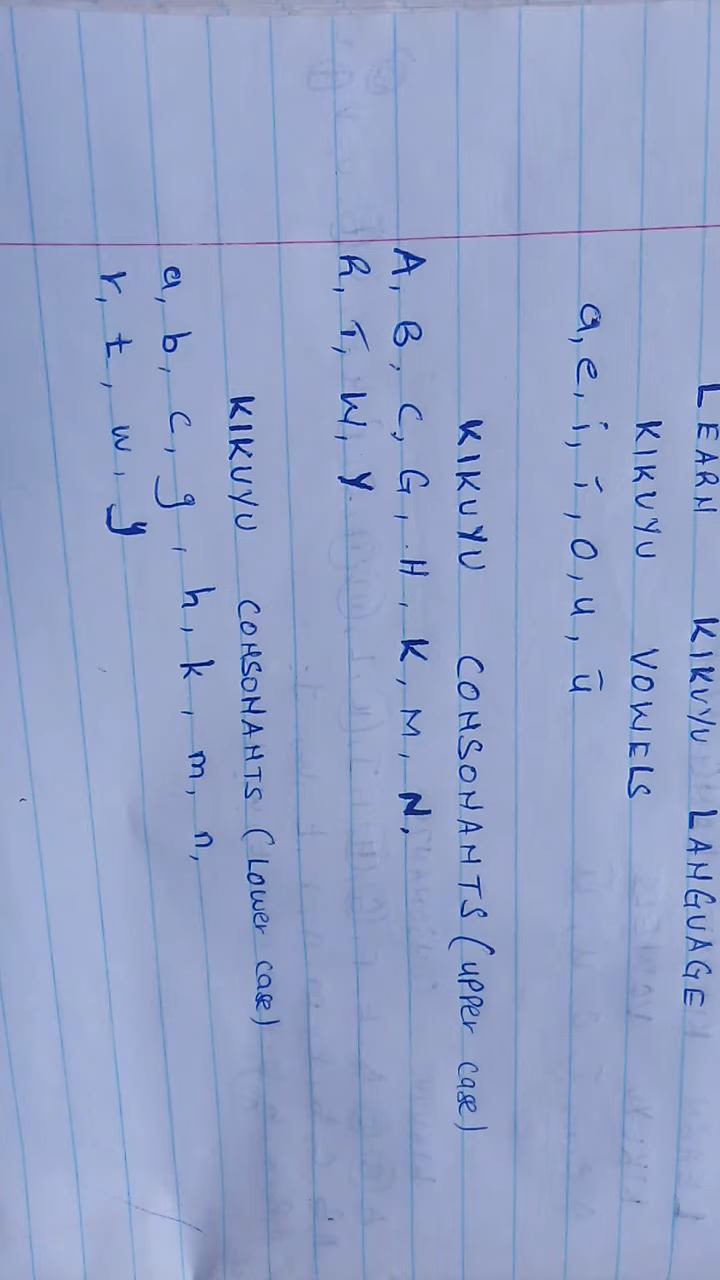 LEARN KIKUYU LANGUAGE
KIKUYU VOWELS
a, e, i, ī, o, u, ū
KIKUYU CONSONANTS (upper case)
A, B, C, G, H, K, M, N,
R, T, W, Y
KIKUYU CONSONANTS (Lower case)
a, b, c, g, h, k, m, n,
r, t, w, y